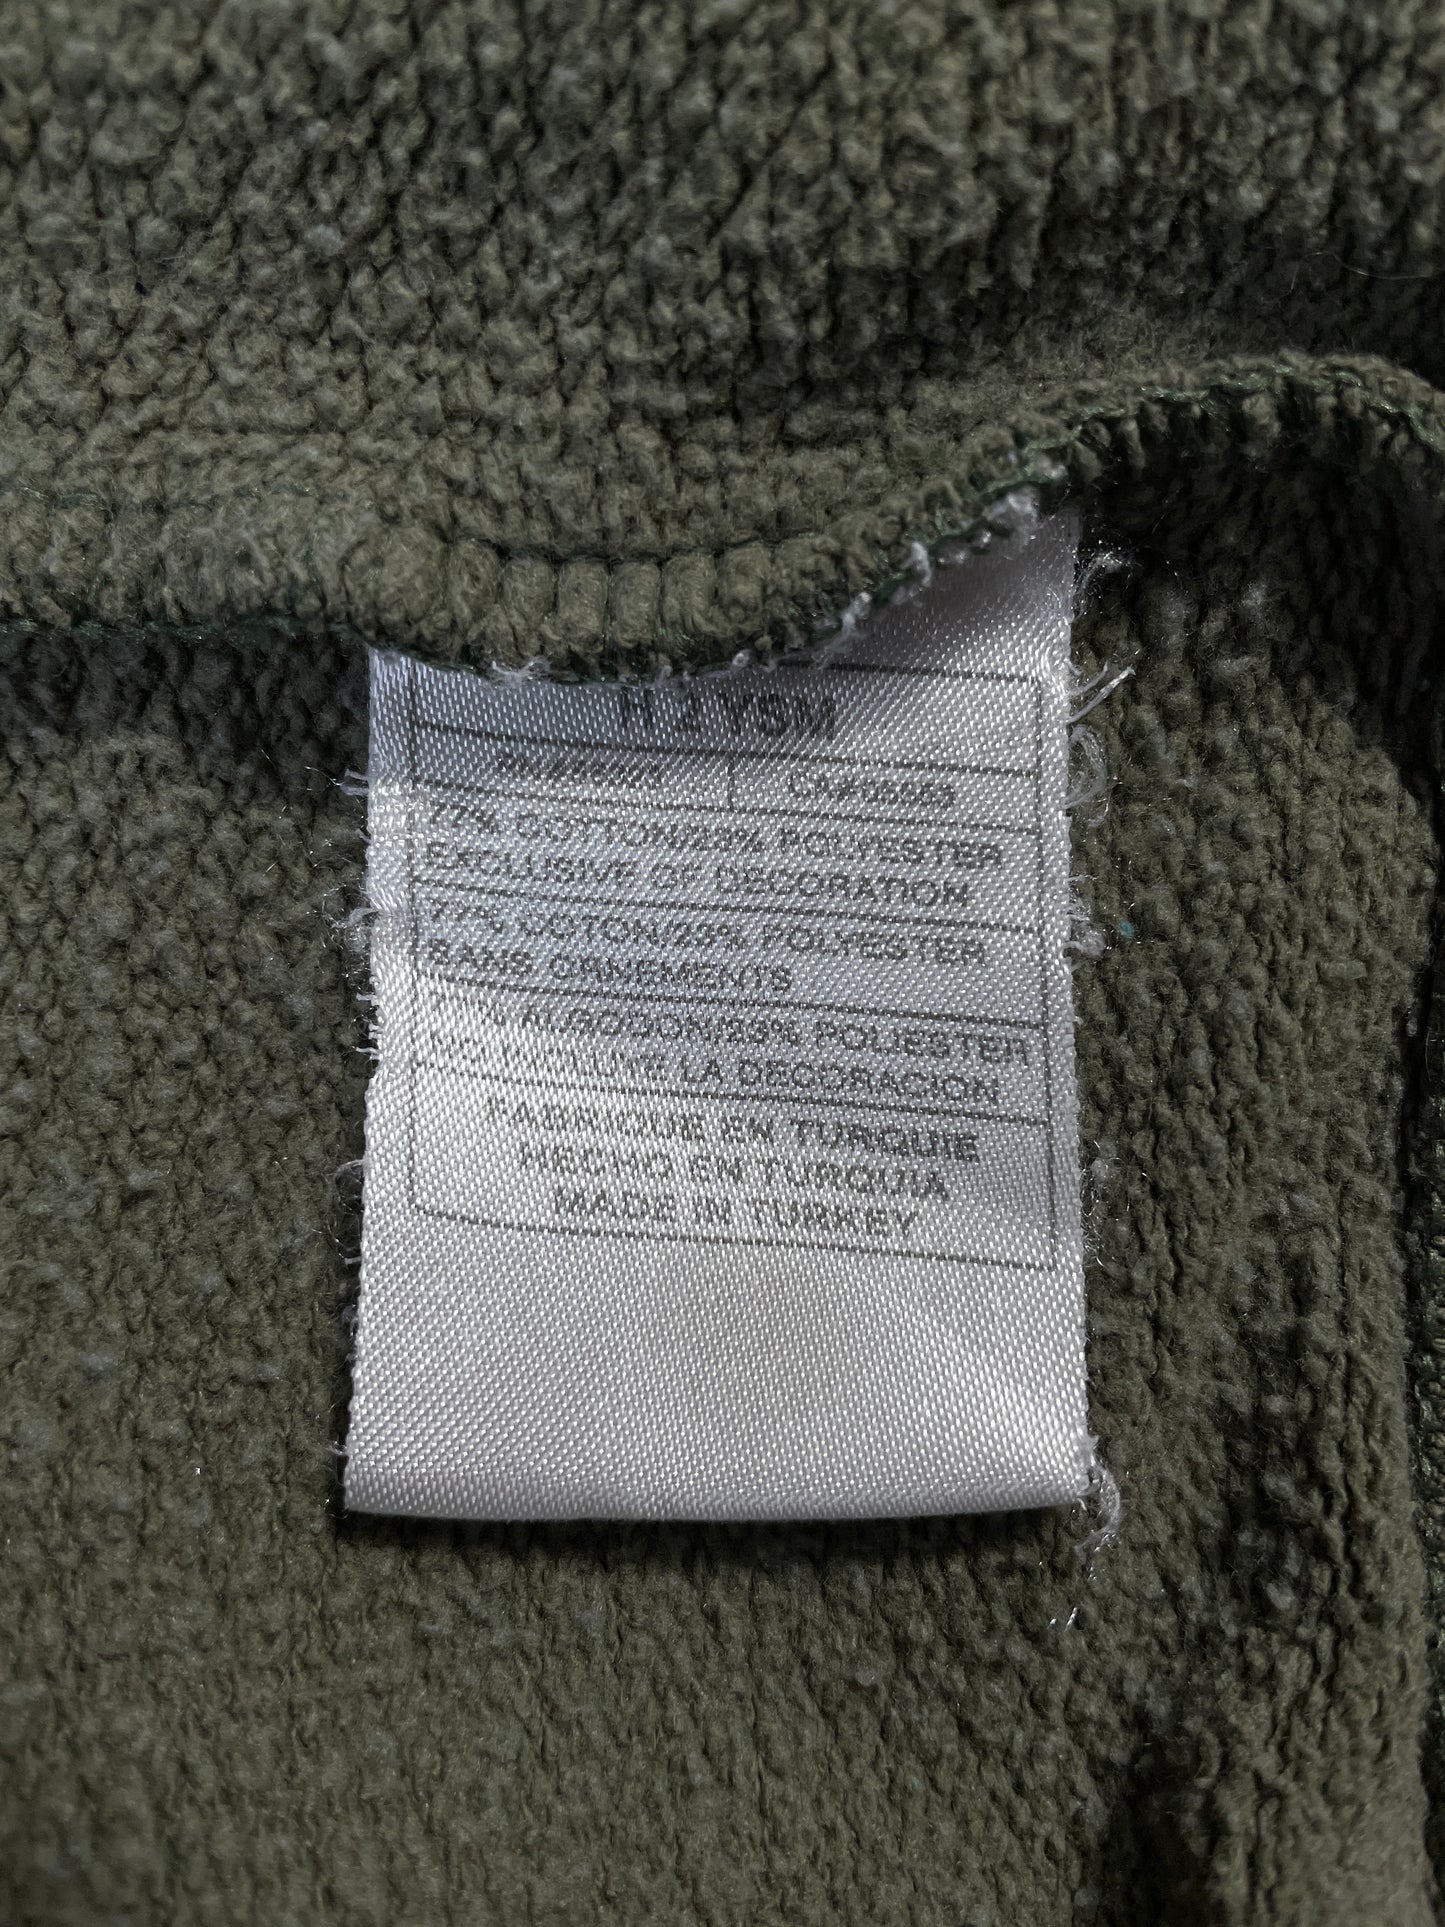 77% COTTON/23% POLYESTER
EXCLUSIVE OF DECORATION
77% COTON/23% POLYESTER
SANS ORNEMENTS
ALGODON/23% POLIESTER
LA DECORACION
FABRIQUE EN TURQUIE
HECHO EN TURQUIA
MADE IN TURKEY